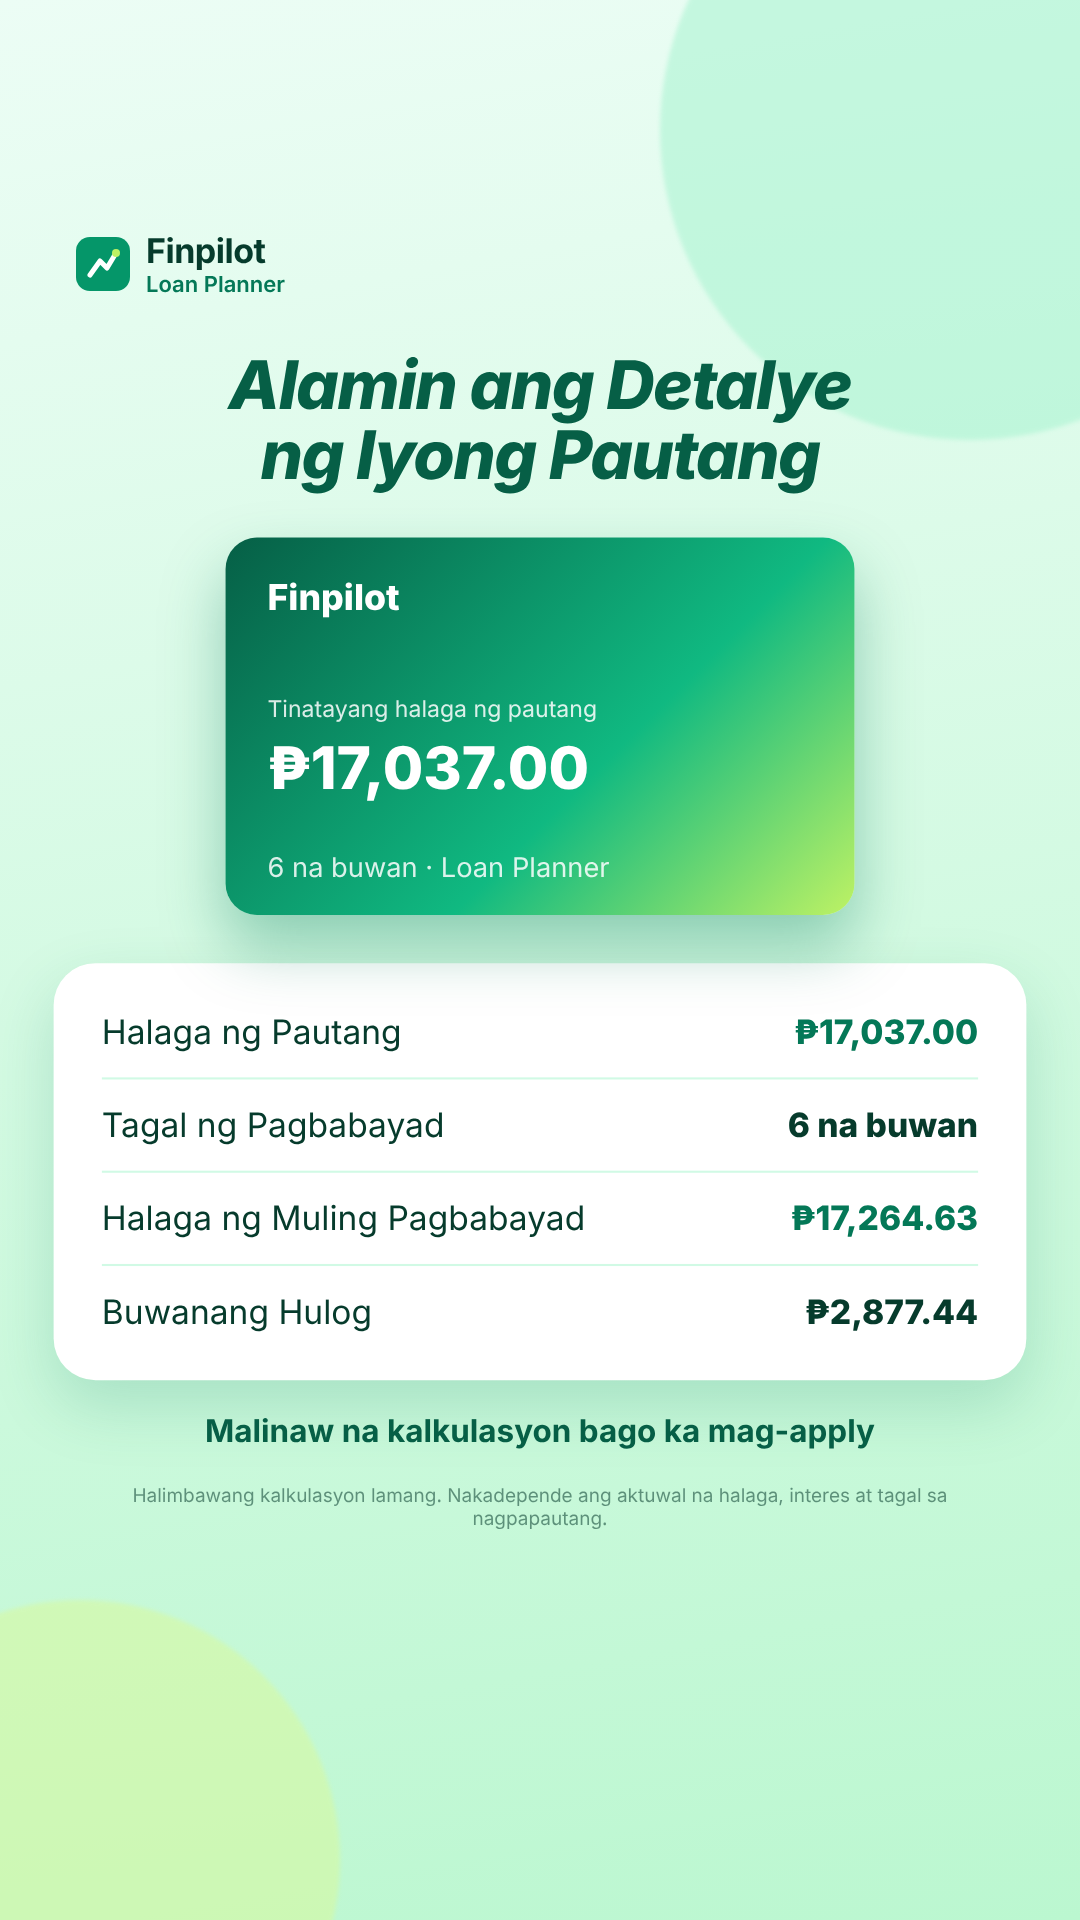 Finpilot
Loan Planner
Alamin ang Detalye
ng Iyong Pautang
Finpilot
Tinatayang halaga ng pautang
₱17,037.00
6 na buwan · Loan Planner
Halaga ng Pautang ₱17,037.00
Tagal ng Pagbabayad 6 na buwan
Halaga ng Muling Pagbabayad ₱17,264.63
Buwanang Hulog ₱2,877.44
Malinaw na kalkulasyon bago ka mag-apply
Halimbawang kalkulasyon lamang. Nakadepende ang aktuwal na halaga, interes at tagal sa
nagpapautang.